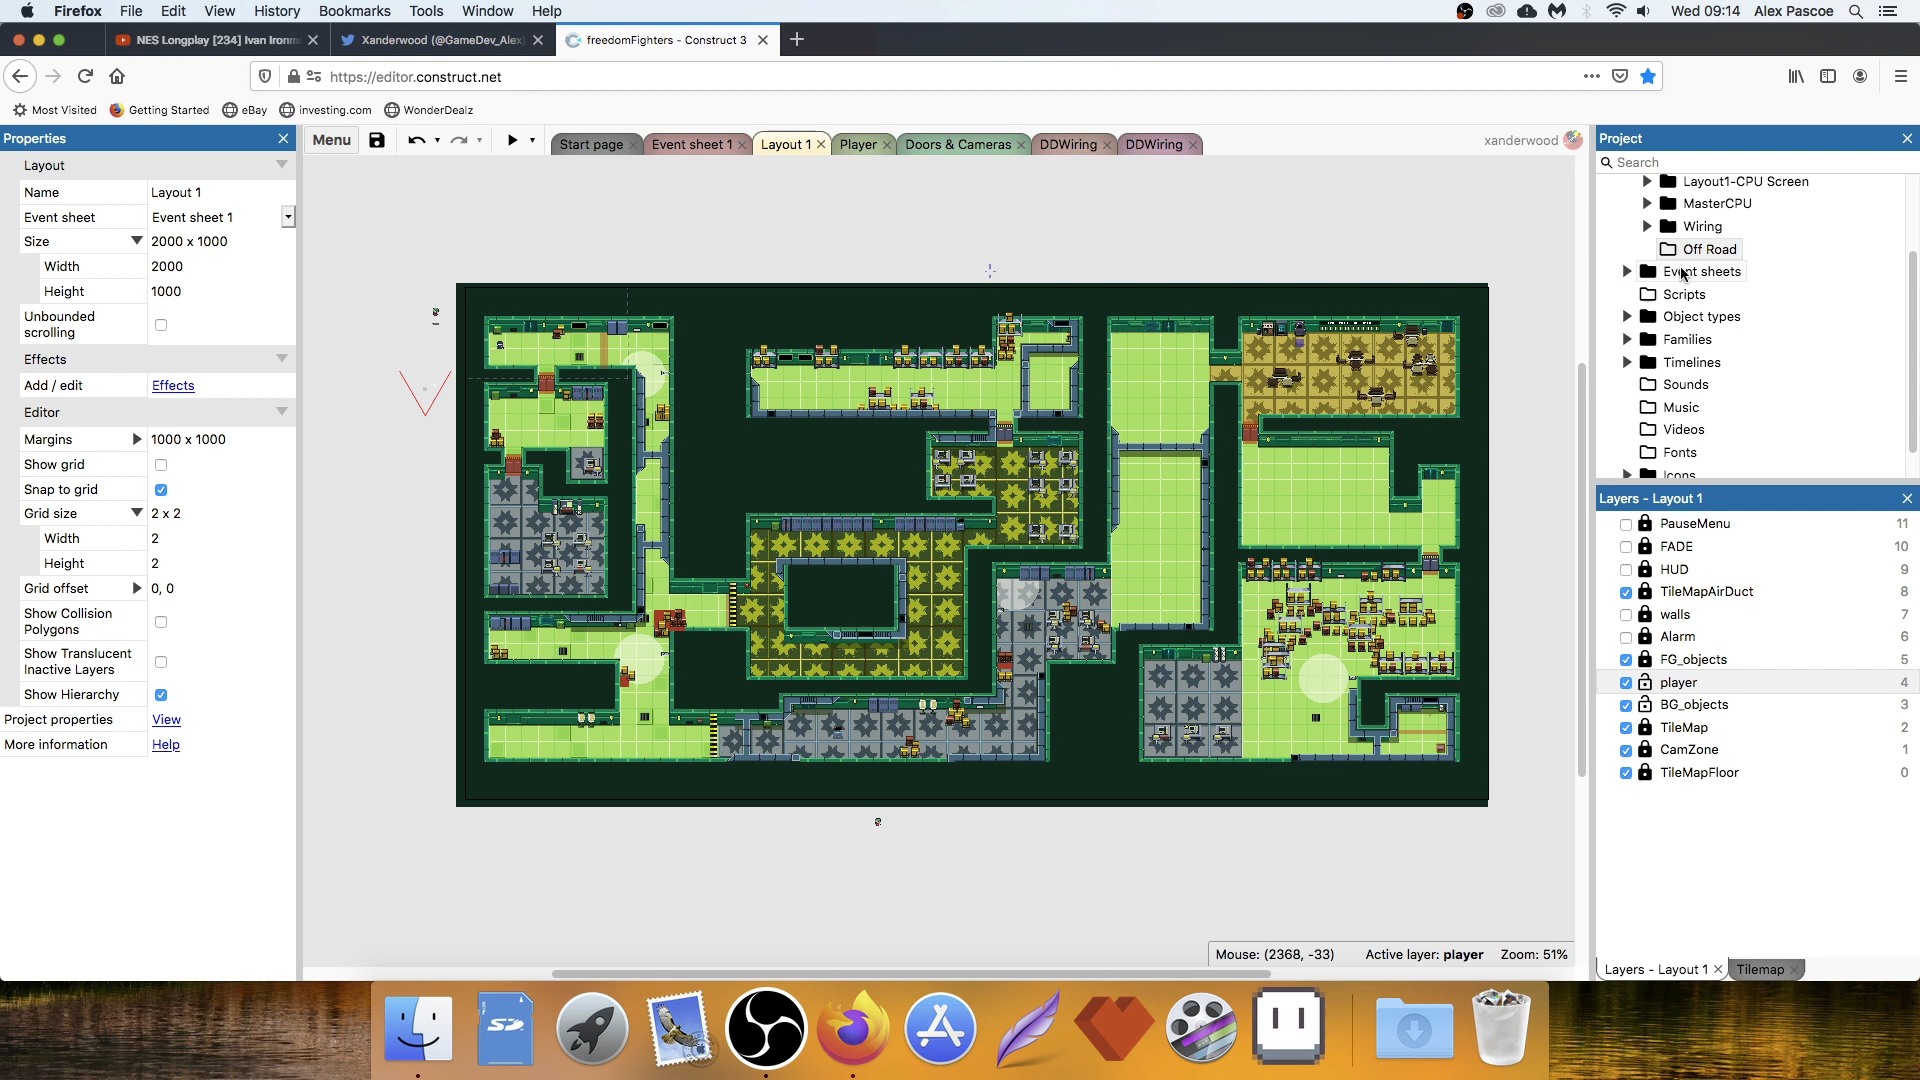 Firefox File Edit View History Bookmarks Tools Window Help Wed 09:14 Alex Pascoe
NES Longplay [234] Ivan Ironm
Xanderwood (@GameDev_Alex)
freedomFighters - Construct 3
https://editor.construct.net
Most Visited Getting Started eBay investing.com WonderDealz
Properties
Menu
Start page
Event sheet 1
Layout 1
Player
Doors & Cameras
DDWiring
DDWiring
xanderwood
Project
Layout
Name Layout 1
Event sheet Event sheet 1
Size 2000 x 1000
Width 2000
Height 1000
Unbounded scrolling
Effects
Add / edit Effects
Editor
Margins 1000 x 1000
Show grid
Snap to grid
Grid size 2 x 2
Width 2
Height 2
Grid offset 0, 0
Show Collision Polygons
Show Translucent Inactive Layers
Show Hierarchy
Project properties View
More information Help
Mouse: (2368, -33) Active layer: player Zoom: 51%
Search
Layout1-CPU Screen
MasterCPU
Wiring
Off Road
Event sheets
Scripts
Object types
Families
Timelines
Sounds
Music
Videos
Fonts
Icons
Layers - Layout 1
PauseMenu 11
FADE 10
HUD 9
TileMapAirDuct 8
walls 7
Alarm 6
FG_objects 5
player 4
BG_objects 3
TileMap 2
CamZone 1
TileMapFloor 0
Layers - Layout 1
Tilemap
SD